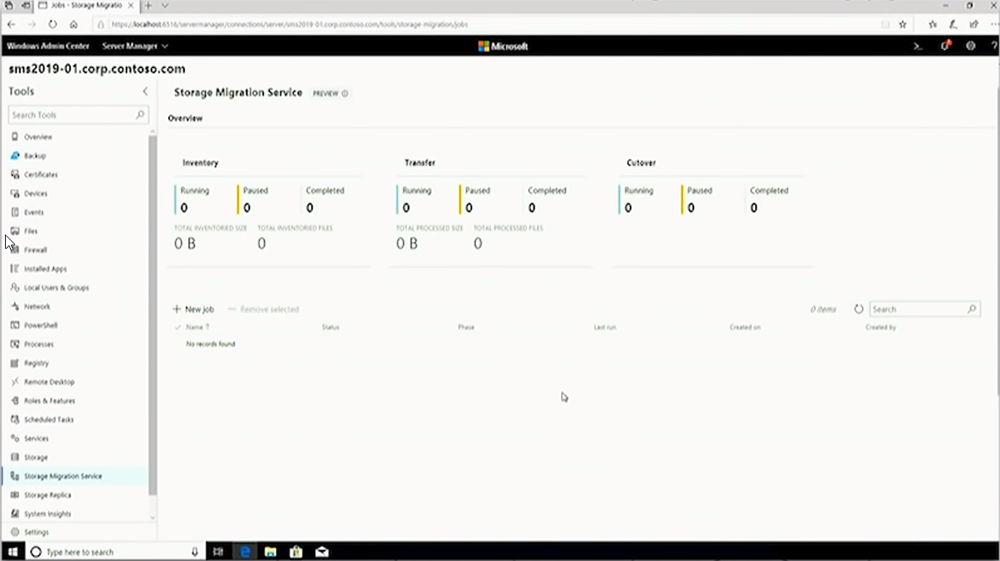 Jobs - Storage Migratio
https://localhost:6516/servermanager/connections/server/sms2019-01.corp.contoso.com/tools/storage-migration/jobs
Windows Admin Center Server Manager Microsoft
sms2019-01.corp.contoso.com
Tools
Search Tools
Overview
Backup
Certificates
Devices
Events
Files
Firewall
Installed Apps
Local Users & Groups
Network
PowerShell
Processes
Registry
Remote Desktop
Roles & Features
Scheduled Tasks
Services
Storage
Storage Migration Service
Storage Replica
System Insights
Settings
Storage Migration Service PREVIEW
Overview
Inventory
Running Paused Completed
0 0 0
TOTAL INVENTORIED SIZE TOTAL INVENTORIED FILES
0 B 0
Transfer
Running Paused Completed
0 0 0
TOTAL PROCESSED SIZE TOTAL PROCESSED FILES
0 B 0
Cutover
Running Paused Completed
0 0 0
+ New job — Remove selected 0 items Search
Name ↑ Status Phase Last run Created on Created by
No records found
Type here to search